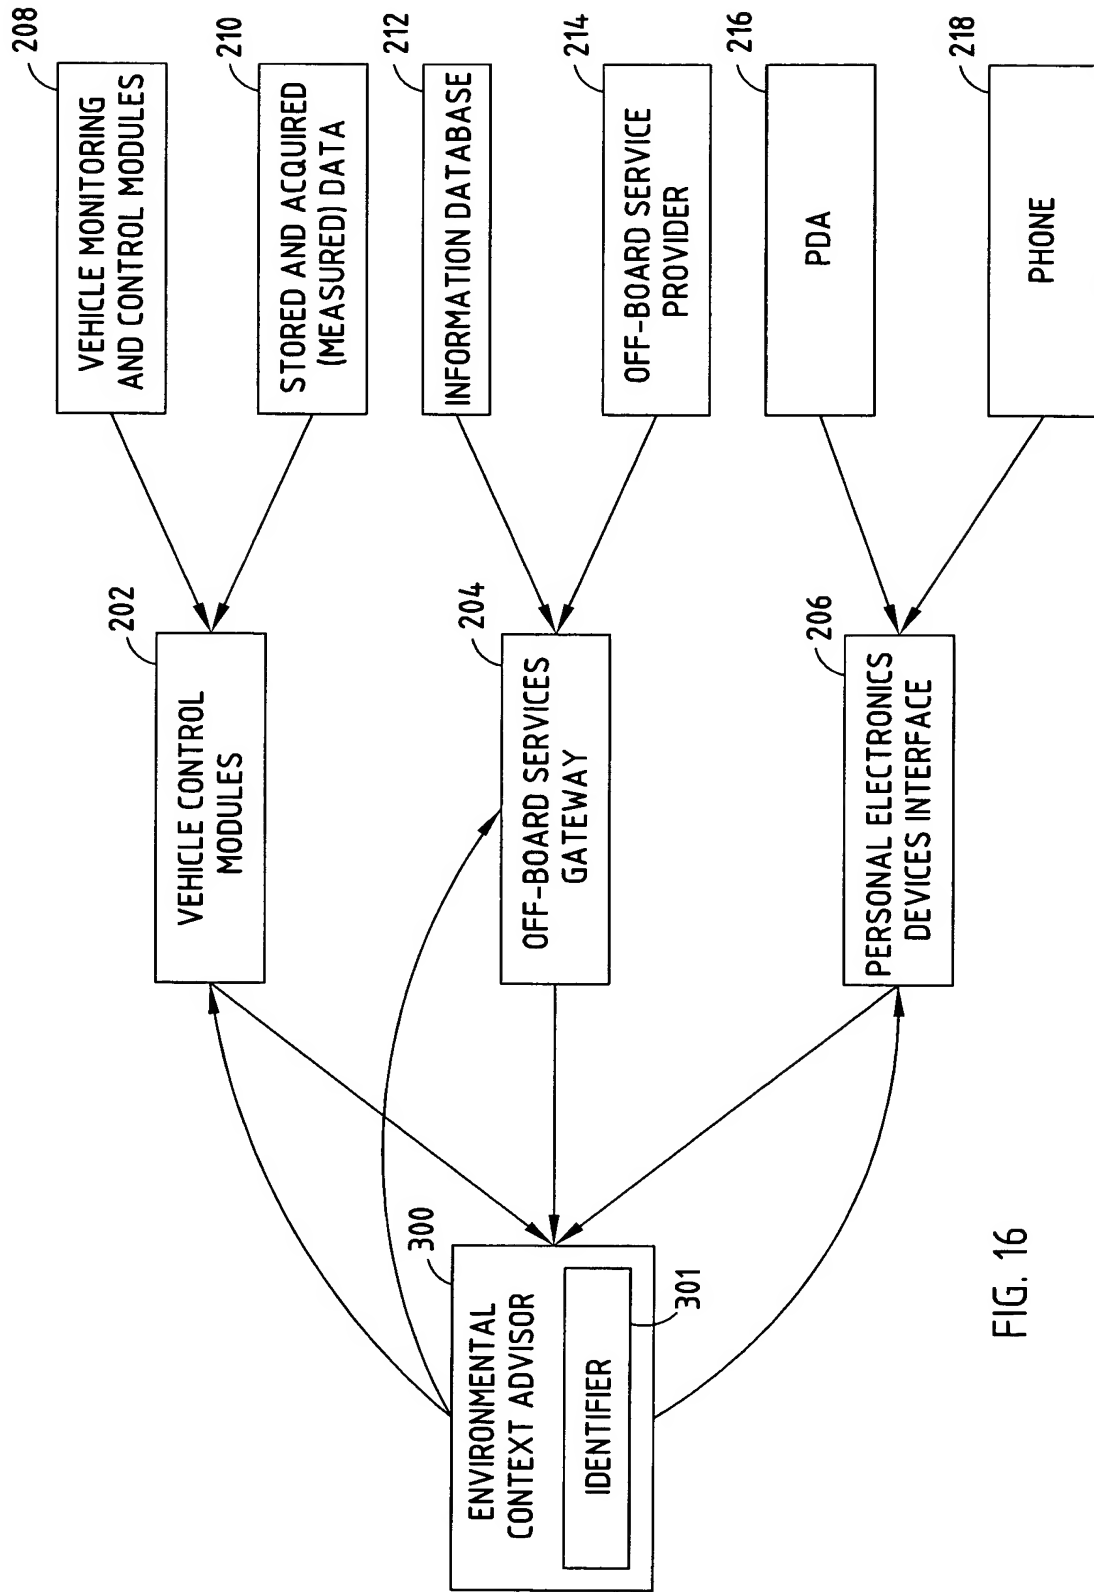 208
VEHICLE MONITORING
AND CONTROL MODULES
210
STORED AND ACQUIRED
(MEASURED) DATA
212
INFORMATION DATABASE
214
OFF-BOARD SERVICE
PROVIDER
216
PDA
218
PHONE
202
VEHICLE CONTROL
MODULES
204
OFF-BOARD SERVICES
GATEWAY
206
PERSONAL ELECTRONICS
DEVICES INTERFACE
300
ENVIRONMENTAL
CONTEXT ADVISOR
301
IDENTIFIER
FIG. 16